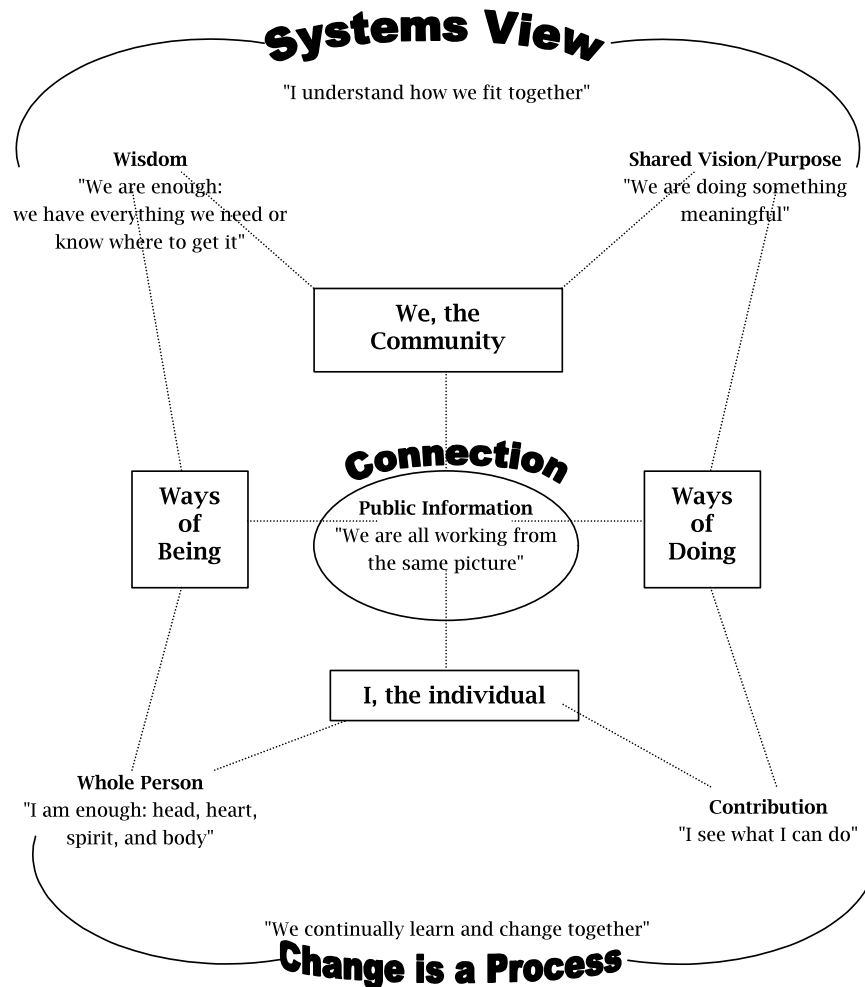 Systems View
"I understand how we fit together"
Wisdom
"We are enough:
we have everything we need or
know where to get it"
Shared Vision/Purpose
"We are doing something
meaningful"
We, the
Community
Connection
Ways
of
Being
Public Information
"We are all working from
the same picture"
Ways
of
Doing
I, the individual
Whole Person
"I am enough: head, heart,
spirit, and body"
Contribution
"I see what I can do"
"We continually learn and change together"
Change is a Process